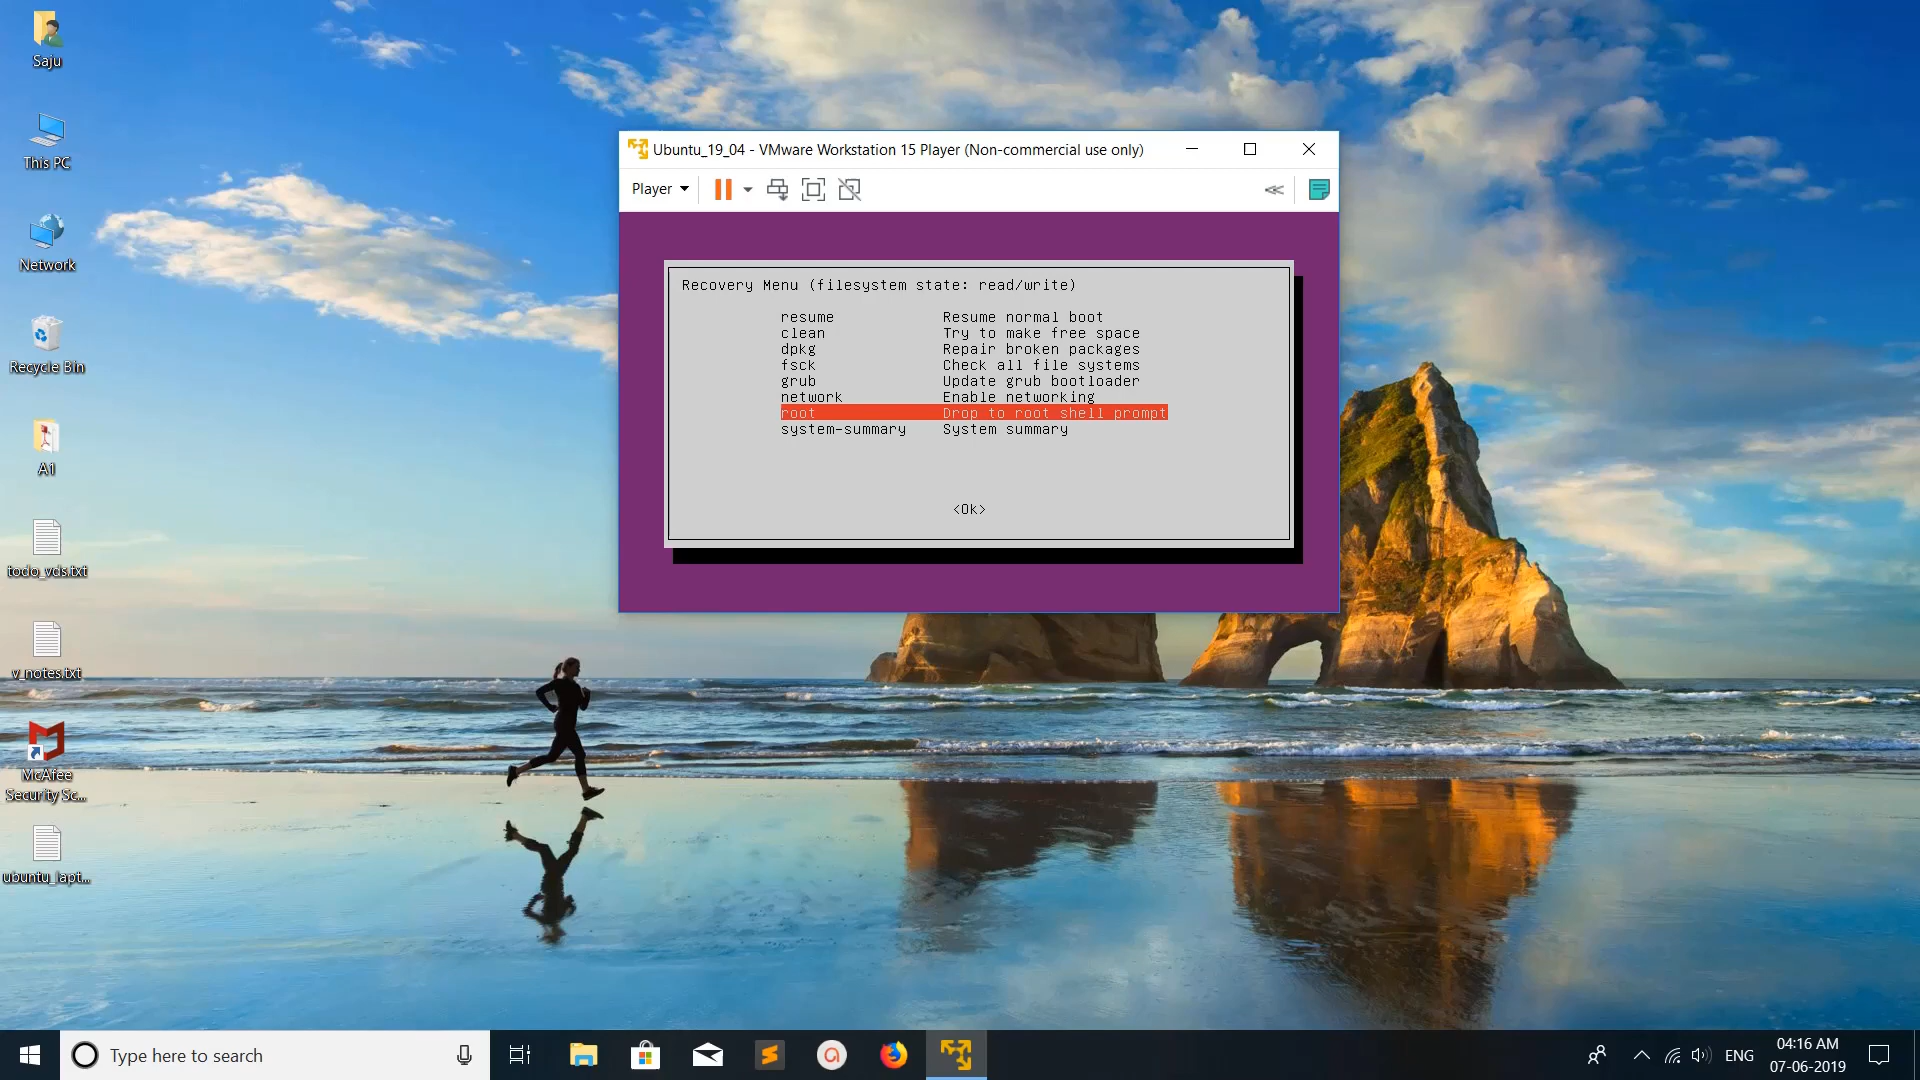 Saju
This PC
Network
Recycle Bin
A1
todo_vds.txt
v_notes.txt
McAfee
Security Sc...
ubuntu_lapt...
Ubuntu_19_04 - VMware Workstation 15 Player (Non-commercial use only)
Player
Recovery Menu (filesystem state: read/write)
resume Resume normal boot
clean Try to make free space
dpkg Repair broken packages
fsck Check all file systems
grub Update grub bootloader
network Enable networking
root Drop to root shell prompt
system-summary System summary
<Ok>
Type here to search
ENG
04:16 AM
07-06-2019